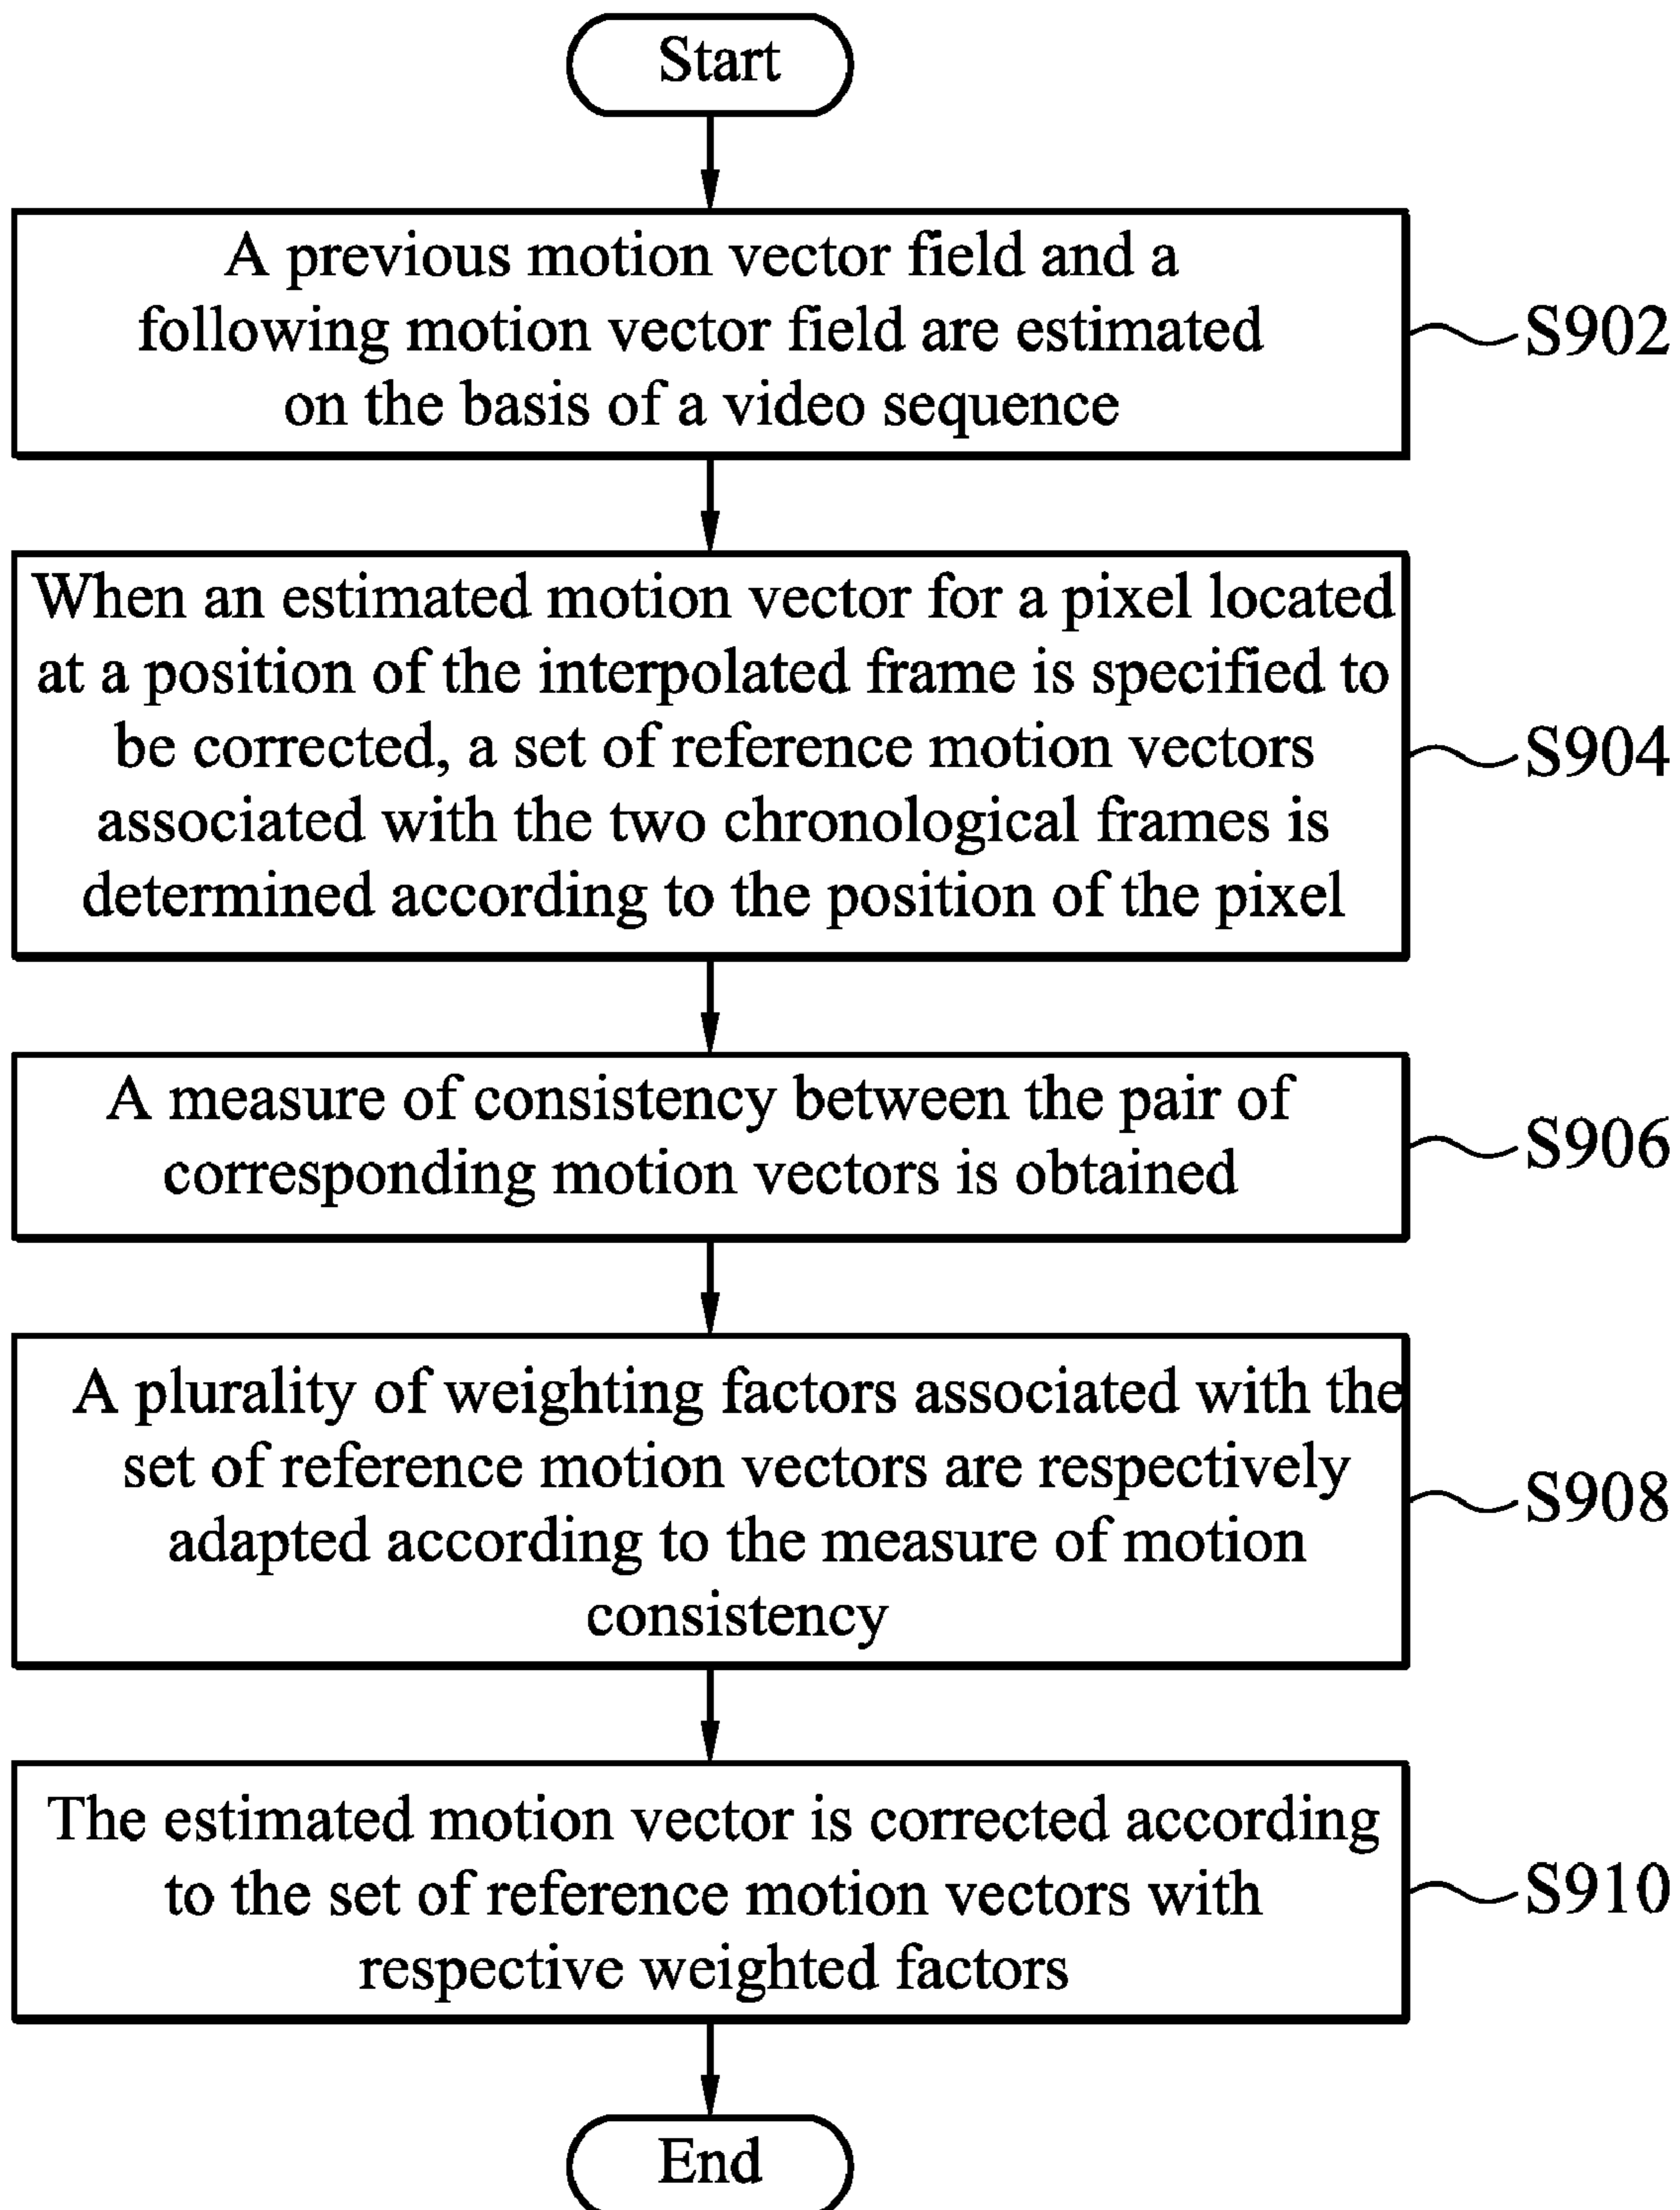 Start
A previous motion vector field and a
following motion vector field are estimated
on the basis of a video sequence
S902
When an estimated motion vector for a pixel located
at a position of the interpolated frame is specified to
be corrected, a set of reference motion vectors
associated with the two chronological frames is
determined according to the position of the pixel
S904
A measure of consistency between the pair of
corresponding motion vectors is obtained
S906
A plurality of weighting factors associated with the
set of reference motion vectors are respectively
adapted according to the measure of motion
consistency
S908
The estimated motion vector is corrected according
to the set of reference motion vectors with
respective weighted factors
S910
End